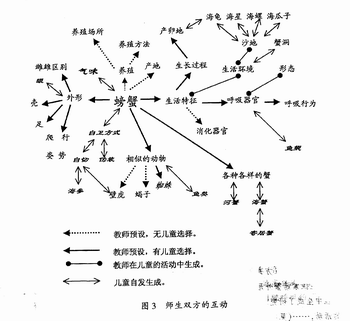 海龟 海星 海螺 海瓜子
养殖场所
产卵地
养殖方法
沙地
蟹洞
雌雄区别
气味
养殖
产地
生长过程
生活环境
形态
眼
壳
外形
螃蟹
生活特征
呼吸器官
呼吸行为
足
爬行
自卫方式
消化器官
鱼鳃
姿势
自切
相似的动物
各种各样的蟹
海参
壁虎
蝎子
蜘蛛
鱼类
河蟹
海蟹
寄居蟹
教师预设，无儿童选择。
教师预设，有儿童选择。
教师在儿童的活动中生成。
儿童自发生成。
图 3 师生双方的互动